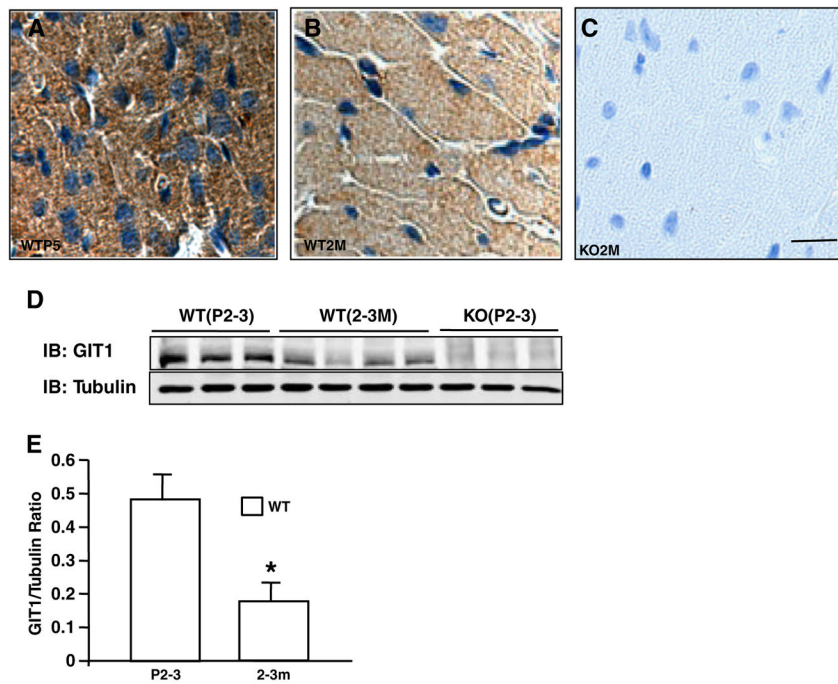 A
B
C
WTP5
WT2M
KO2M
D
WT(P2-3)
WT(2-3M)
KO(P2-3)
IB: GIT1
IB: Tubulin
E
GIT1/Tubulin Ratio
0.6
0.5
0.4
0.3
0.2
0.1
0
WT
*
P2-3
2-3m